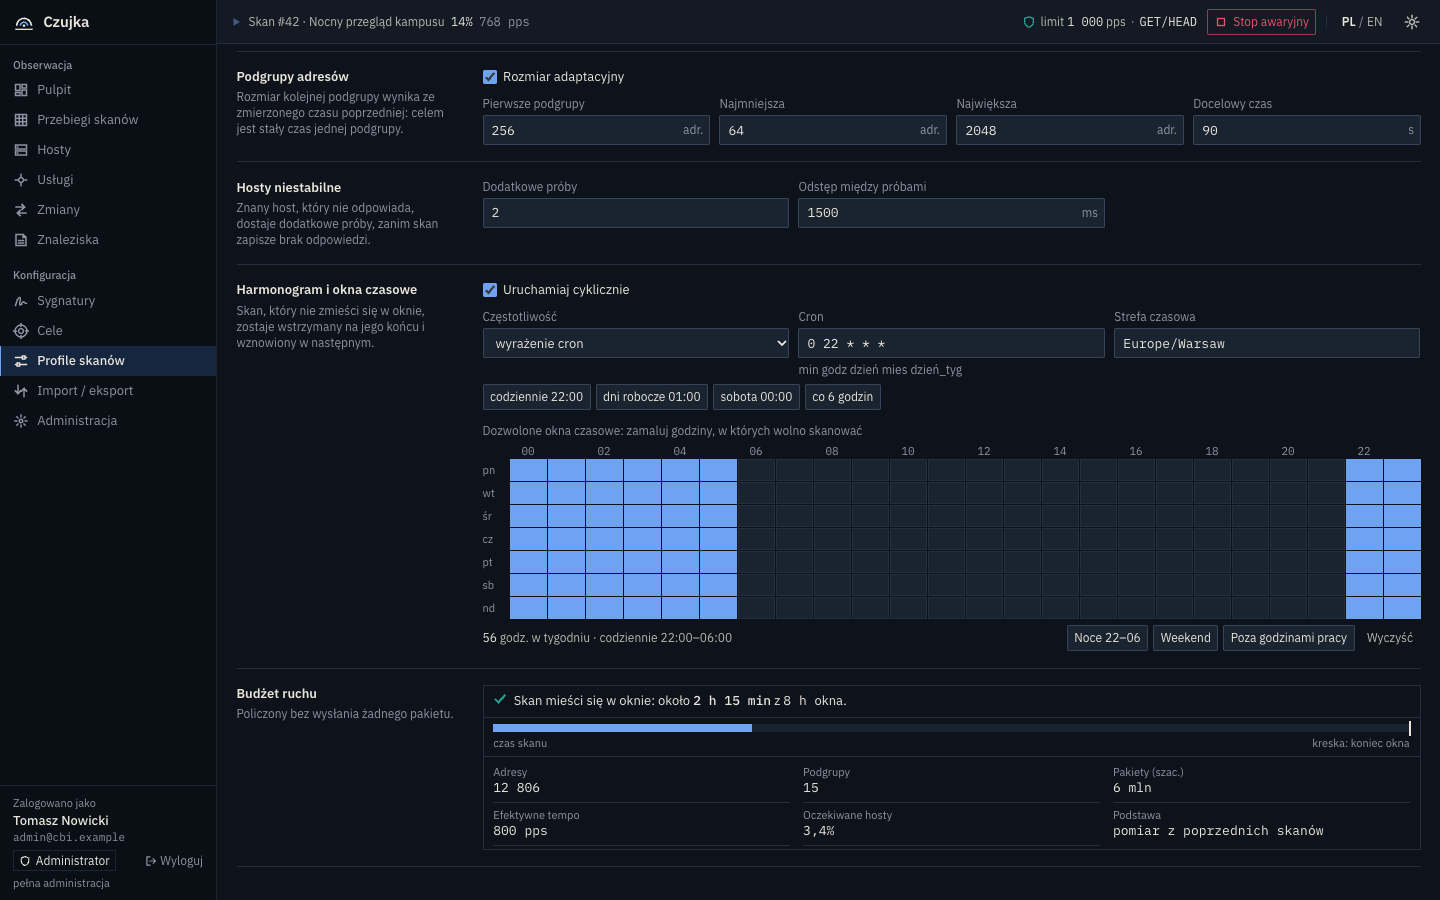 Czujka
Skan #42 · Nocny przegląd kampusu 14% 768 pps
limit 1 000 pps · GET/HEAD
Stop awaryjny
PL / EN
Obserwacja
Pulpit
Przebiegi skanów
Hosty
Usługi
Zmiany
Znaleziska
Konfiguracja
Sygnatury
Cele
Profile skanów
Import / eksport
Administracja
Zalogowano jako
Tomasz Nowicki
admin@cbi.example
Administrator
Wyloguj
pełna administracja
Podgrupy adresów
Rozmiar kolejnej podgrupy wynika ze
zmierzonego czasu poprzedniej: celem
jest stały czas jednej podgrupy.
Rozmiar adaptacyjny
Pierwsze podgrupy Najmniejsza Największa Docelowy czas
256 adr. 64 adr. 2048 adr. 90 s
Hosty niestabilne
Znany host, który nie odpowiada,
dostaje dodatkowe próby, zanim skan
zapisze brak odpowiedzi.
Dodatkowe próby Odstęp między próbami
2 1500 ms
Harmonogram i okna czasowe
Skan, który nie zmieści się w oknie,
zostaje wstrzymany na jego końcu i
wznowiony w następnym.
Uruchamiaj cyklicznie
Częstotliwość Cron Strefa czasowa
wyrażenie cron 0 22 * * * Europe/Warsaw
min godz dzień mies dzień_tyg
codziennie 22:00 dni robocze 01:00 sobota 00:00 co 6 godzin
Dozwolone okna czasowe: zamaluj godziny, w których wolno skanować
00 02 04 06 08 10 12 14 16 18 20 22
pn
wt
śr
cz
pt
sb
nd
56 godz. w tygodniu · codziennie 22:00–06:00
Noce 22–06 Weekend Poza godzinami pracy Wyczyść
Budżet ruchu
Policzony bez wysłania żadnego pakietu.
Skan mieści się w oknie: około 2 h 15 min z 8 h okna.
czas skanu kreska: koniec okna
Adresy Podgrupy Pakiety (szac.)
12 806 15 6 mln
Efektywne tempo Oczekiwane hosty Podstawa
800 pps 3,4% pomiar z poprzednich skanów